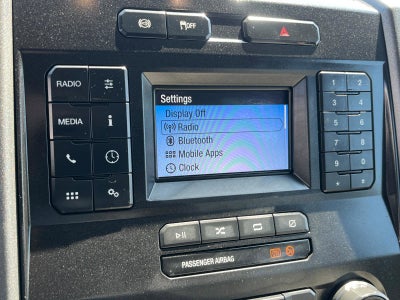 OFF
RADIO
MEDIA
Settings
Display Off
Radio
Bluetooth
Mobile Apps
Clock
1 2
3 4
5 6
7 8
9 0
* #
PASSENGER AIRBAG